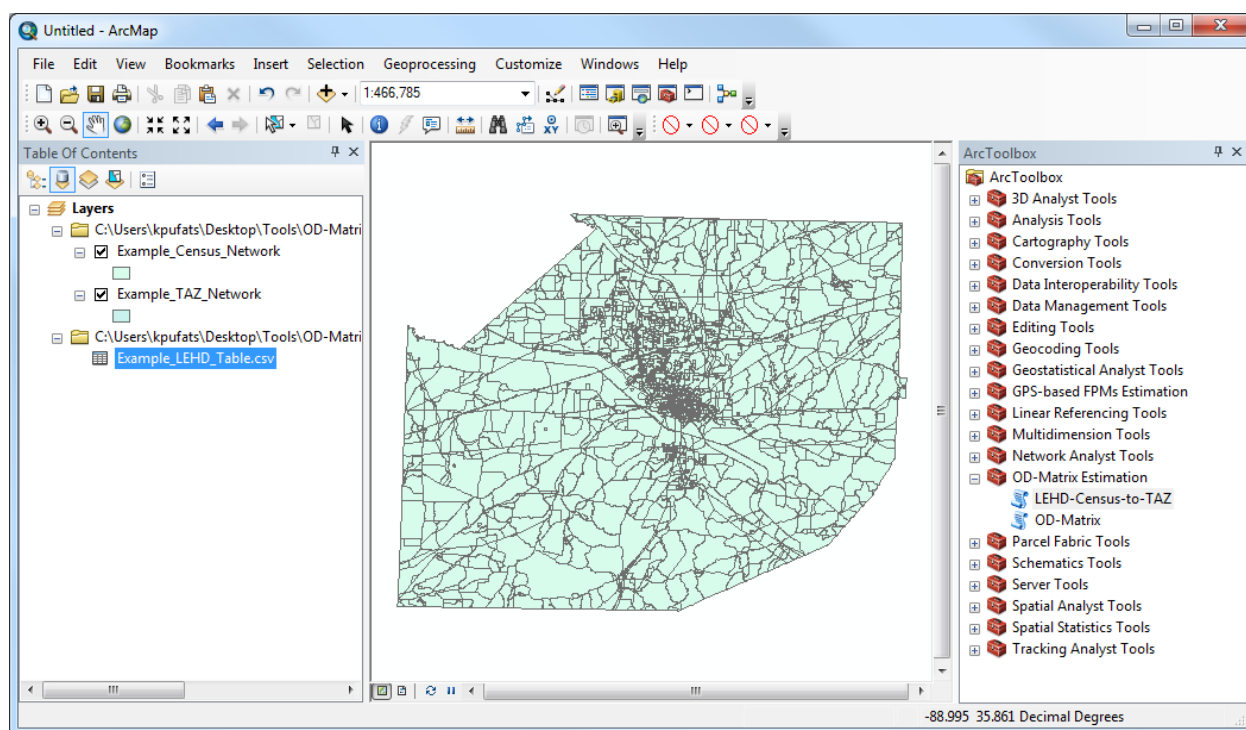 Untitled - ArcMap
File Edit View Bookmarks Insert Selection Geoprocessing Customize Windows Help
1:466,785
XY
Table Of Contents
Layers
C:\Users\kpufats\Desktop\Tools\OD-Matri
Example_Census_Network
Example_TAZ_Network
C:\Users\kpufats\Desktop\Tools\OD-Matri
Example_LEHD_Table.csv
ArcToolbox
ArcToolbox
3D Analyst Tools
Analysis Tools
Cartography Tools
Conversion Tools
Data Interoperability Tools
Data Management Tools
Editing Tools
Geocoding Tools
Geostatistical Analyst Tools
GPS-based FPMs Estimation
Linear Referencing Tools
Multidimension Tools
Network Analyst Tools
OD-Matrix Estimation
LEHD-Census-to-TAZ
OD-Matrix
Parcel Fabric Tools
Schematics Tools
Server Tools
Spatial Analyst Tools
Spatial Statistics Tools
Tracking Analyst Tools
-88.995 35.861 Decimal Degrees